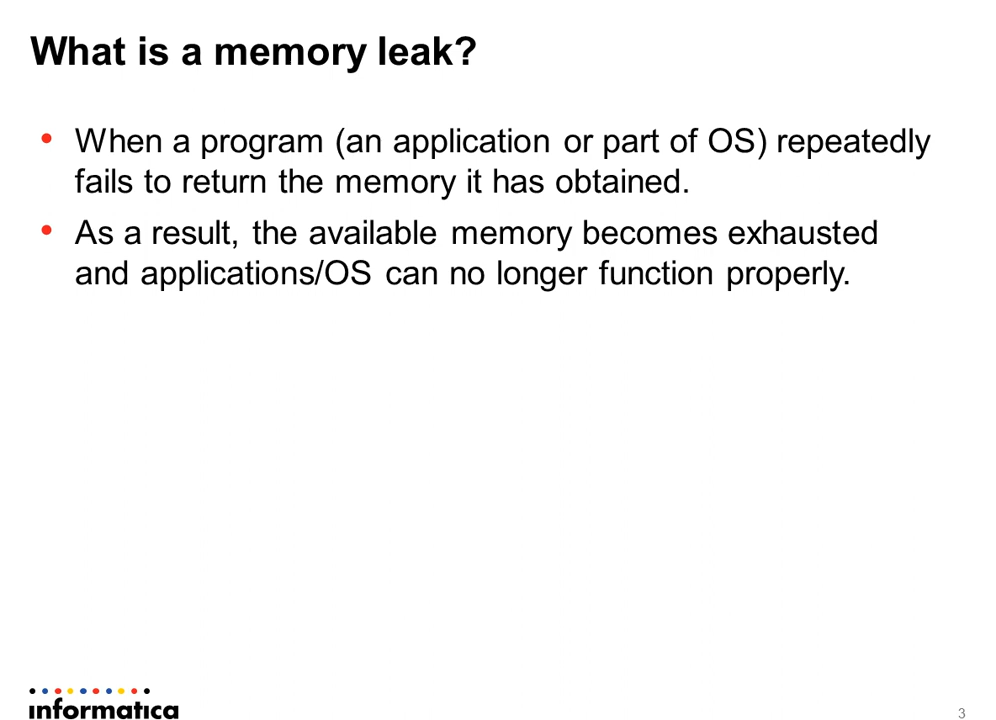 What is a memory leak?
• When a program (an application or part of OS) repeatedly
fails to return the memory it has obtained.
• As a result, the available memory becomes exhausted
and applications/OS can no longer function properly.
informatica
3